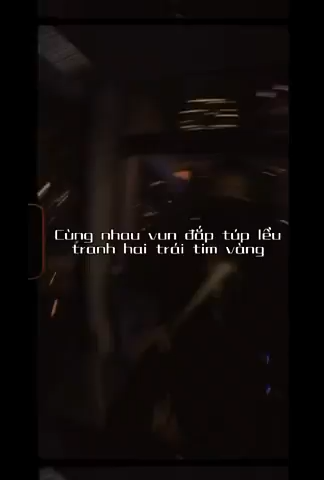 Cùng nhau vun đắp túp lều
tranh hai trái tim vàng